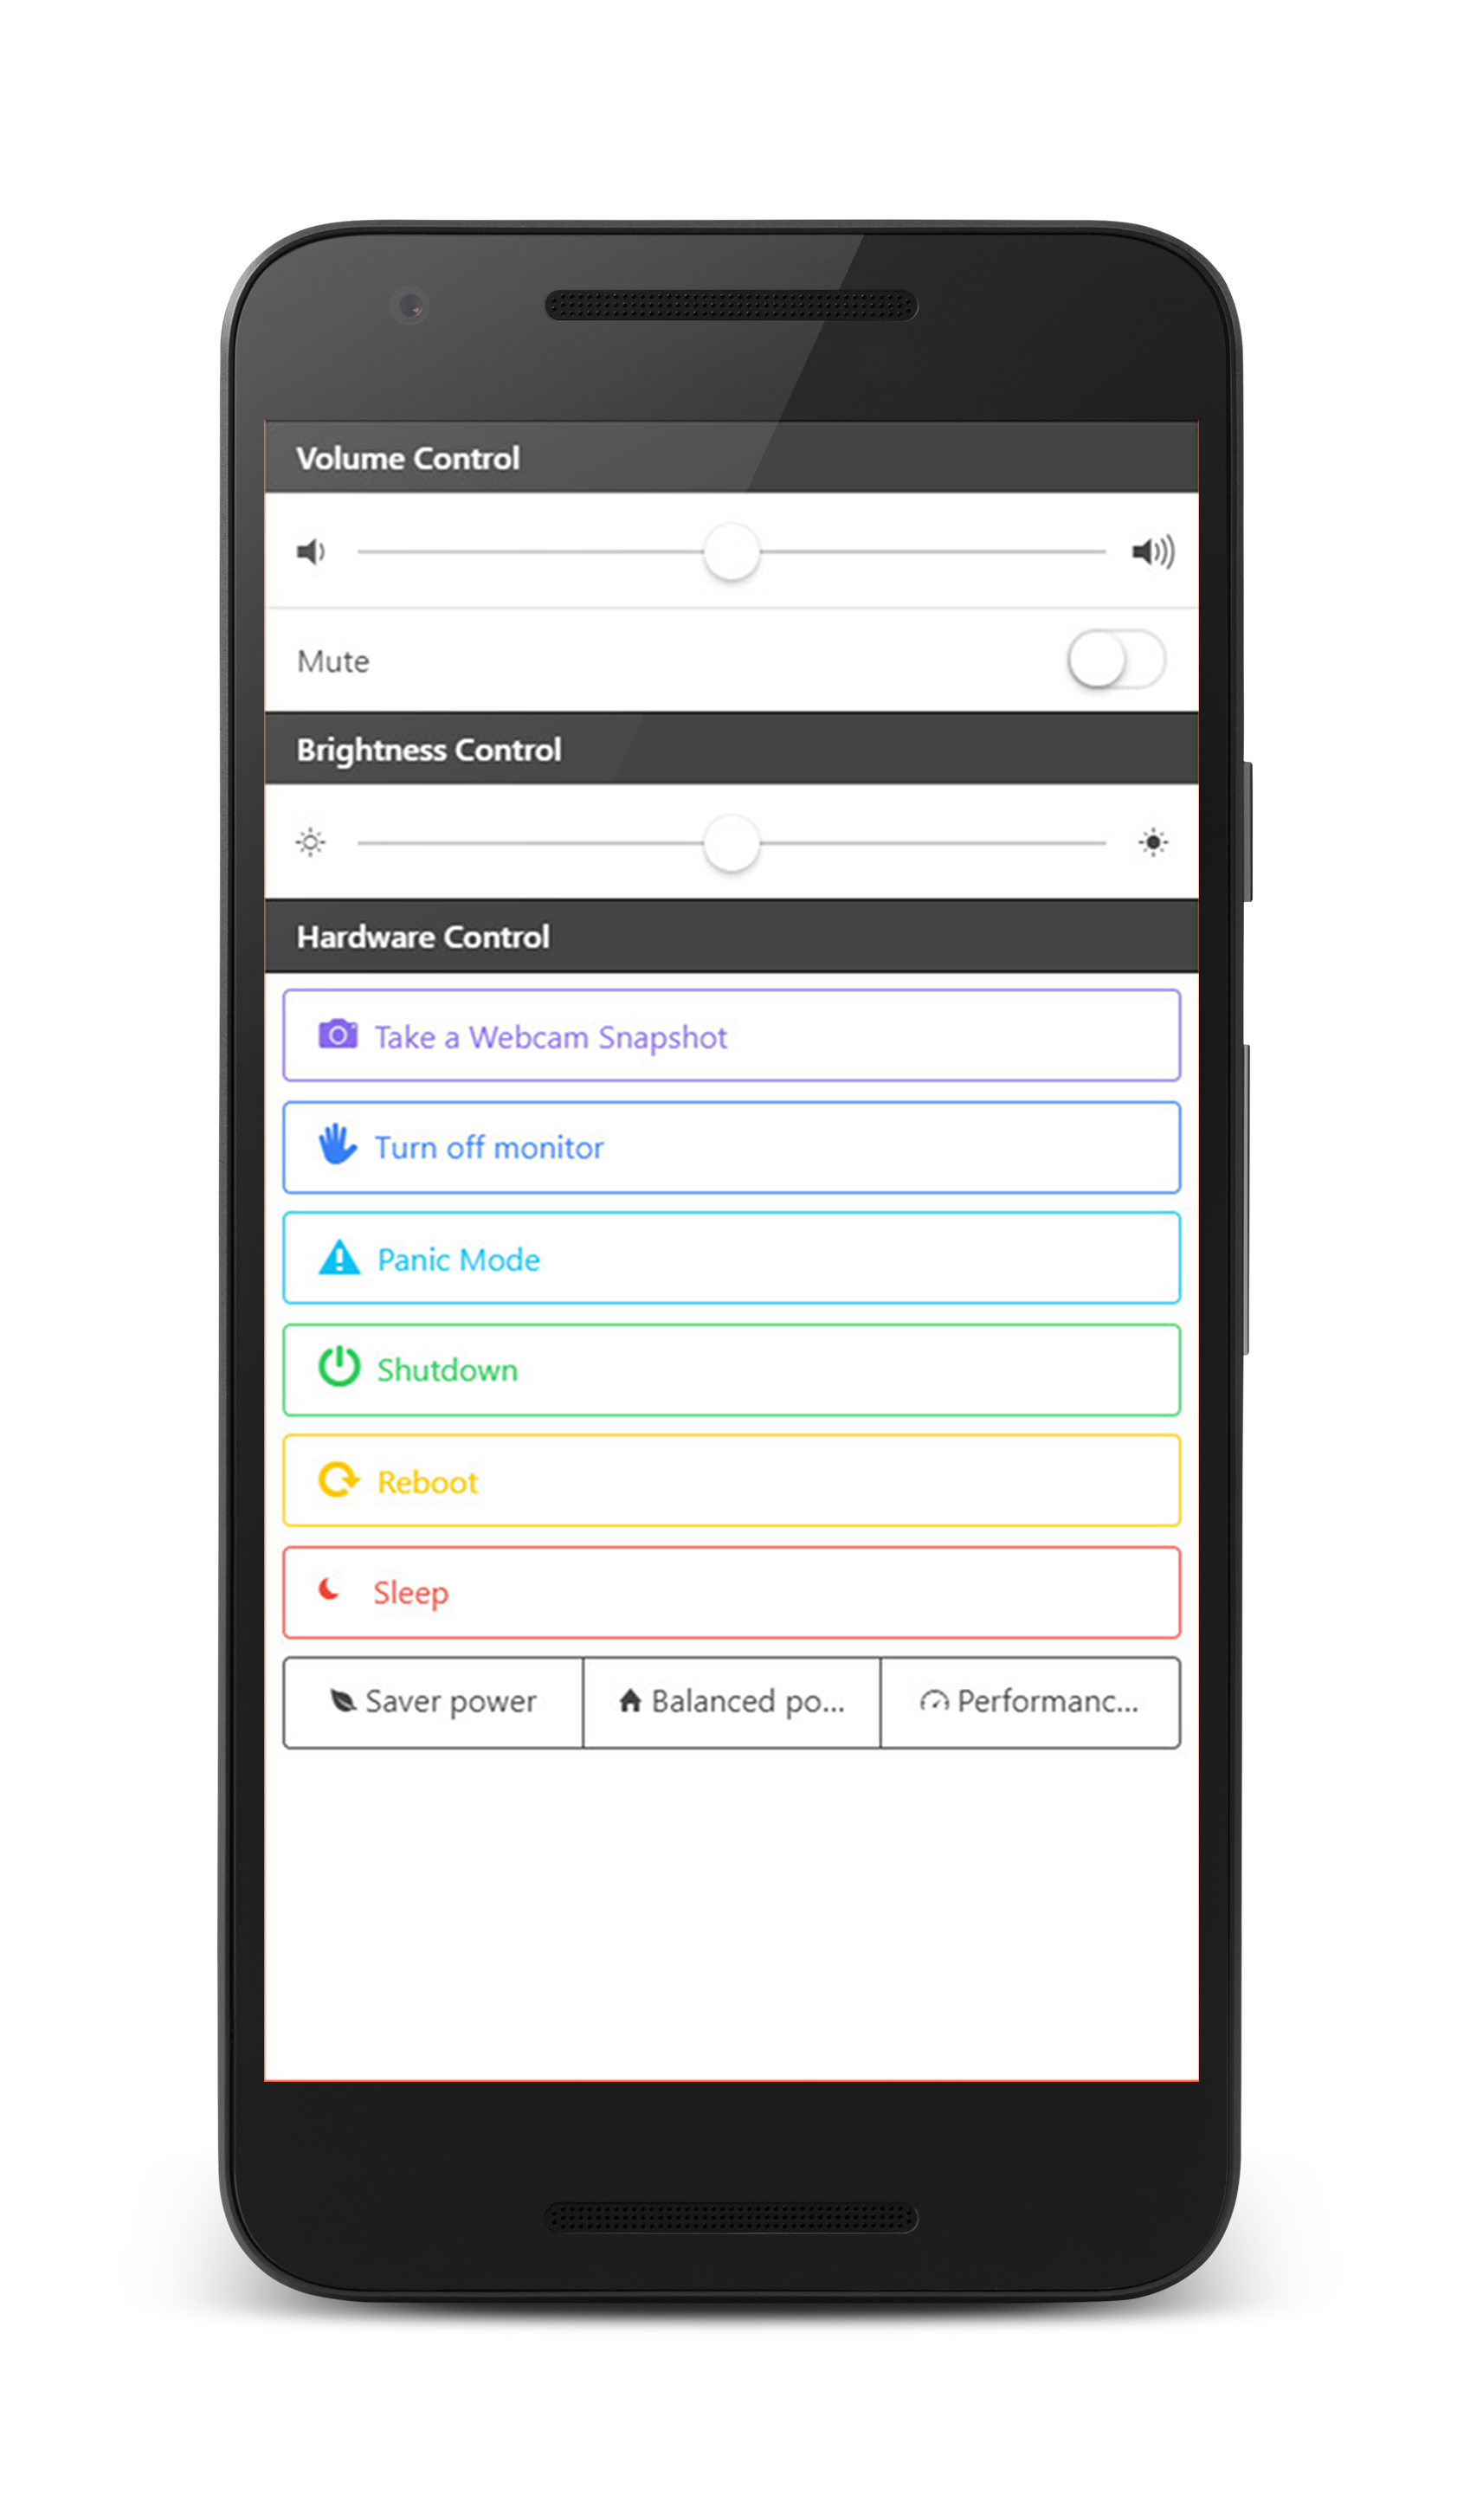 Volume Control
Mute
Brightness Control
Hardware Control
Take a Webcam Snapshot
Turn off monitor
Panic Mode
Shutdown
Reboot
Sleep
Saver power Balanced po... Performanc...